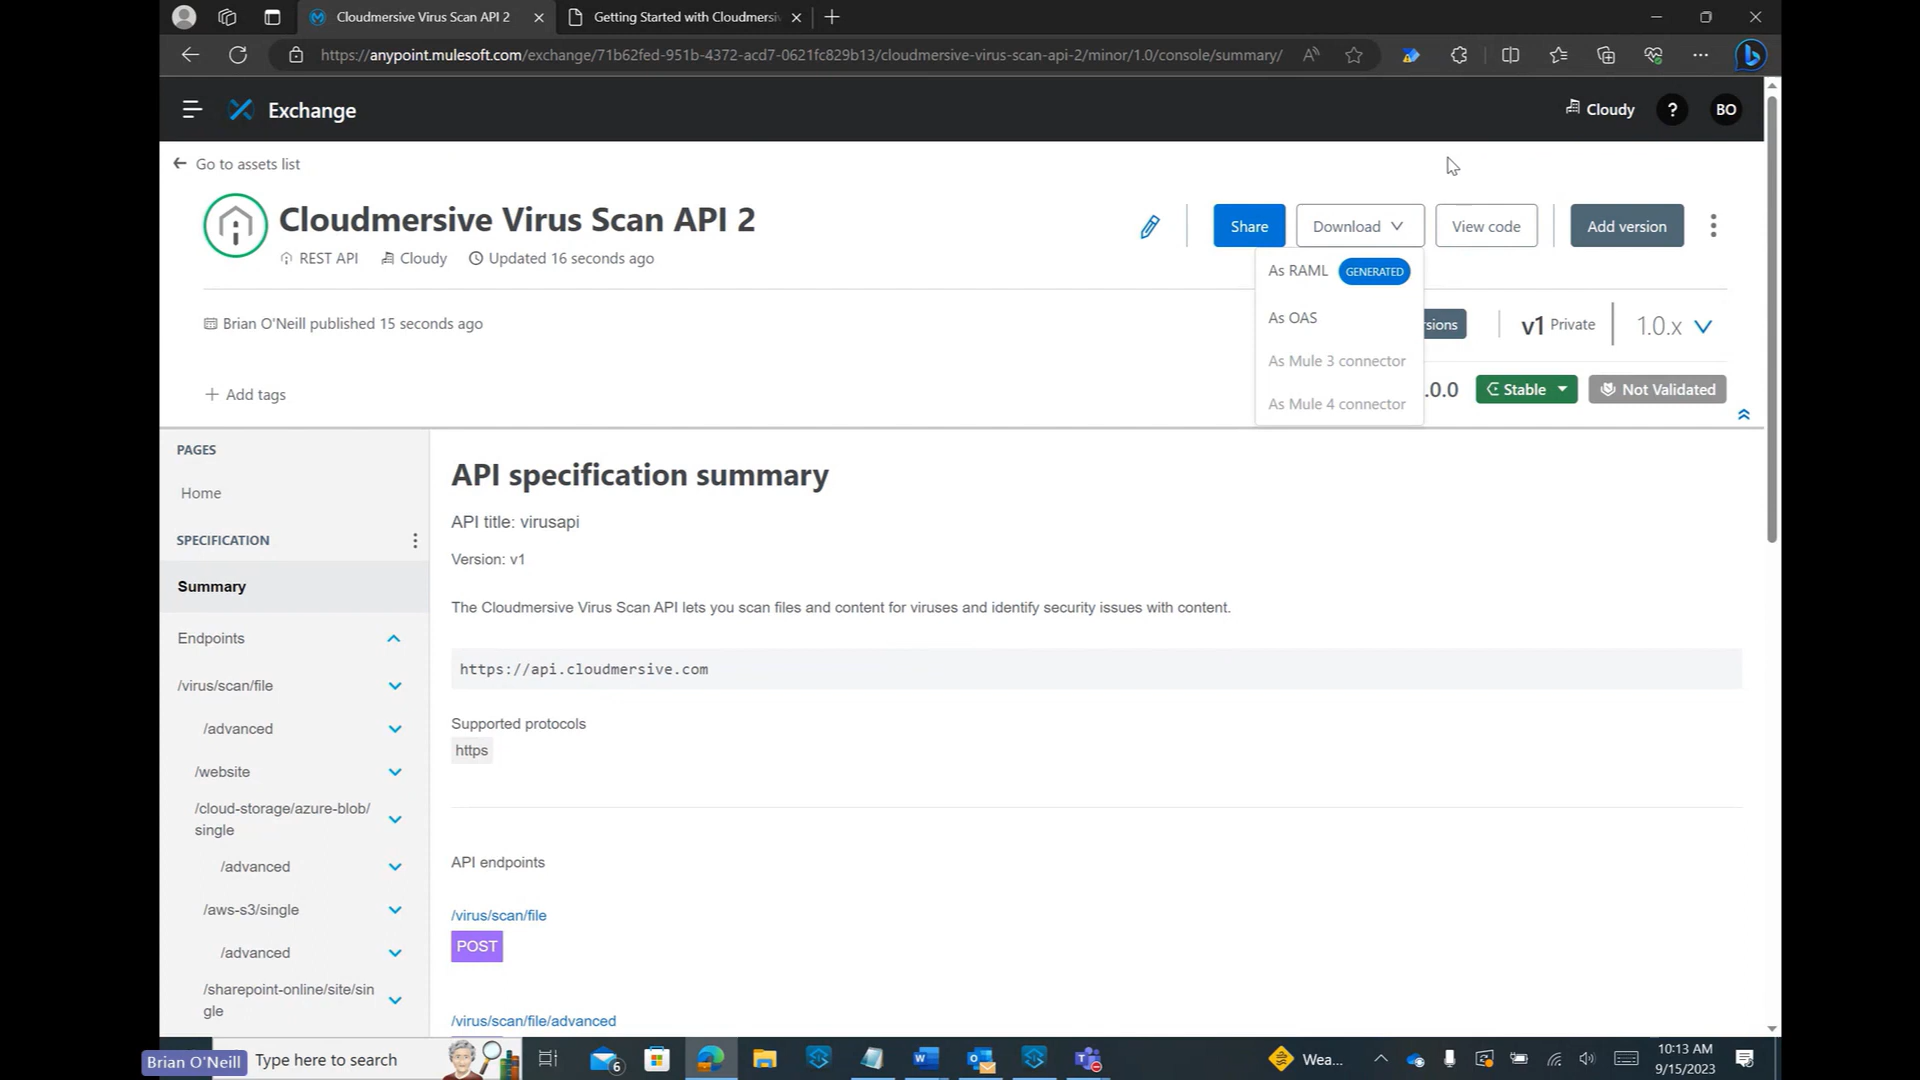 Cloudmersive Virus Scan API 2
Getting Started with Cloudmersiv
https://anypoint.mulesoft.com/exchange/71b62fed-951b-4372-acd7-0621fc829b13/cloudmersive-virus-scan-api-2/minor/1.0/console/summary/
Exchange
Cloudy
?
BO
Go to assets list
Cloudmersive Virus Scan API 2
Share
Download
View code
Add version
REST API
Cloudy
Updated 16 seconds ago
As RAML
GENERATED
Brian O'Neill published 15 seconds ago
As OAS
sions
v1 Private
1.0.x
As Mule 3 connector
Add tags
As Mule 4 connector
.0.0
Stable
Not Validated
PAGES
Home
SPECIFICATION
Summary
Endpoints
/virus/scan/file
/advanced
/website
/cloud-storage/azure-blob/
single
/advanced
/aws-s3/single
/advanced
/sharepoint-online/site/sin
gle
API specification summary
API title: virusapi
Version: v1
The Cloudmersive Virus Scan API lets you scan files and content for viruses and identify security issues with content.
https://api.cloudmersive.com
Supported protocols
https
API endpoints
/virus/scan/file
POST
/virus/scan/file/advanced
Brian O'Neill
Type here to search
6
Wea...
10:13 AM
9/15/2023